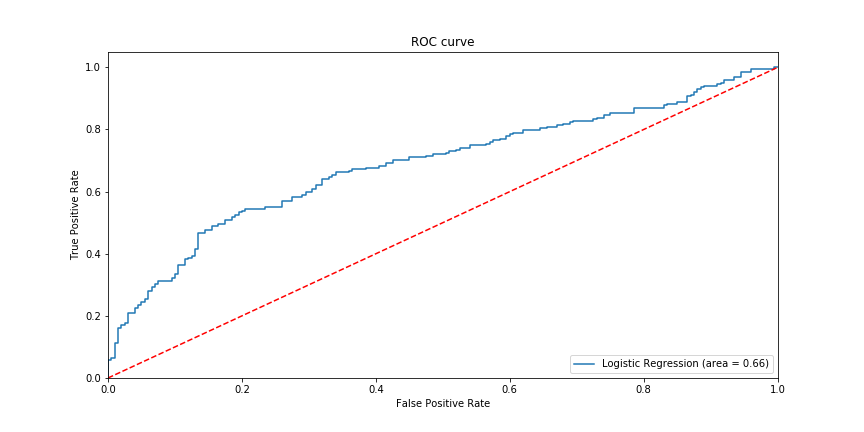 ROC curve
True Positive Rate
1.0
0.8
0.6
0.4
0.2
0.0
Logistic Regression (area = 0.66)
0.0 0.2 0.4 0.6 0.8 1.0
False Positive Rate